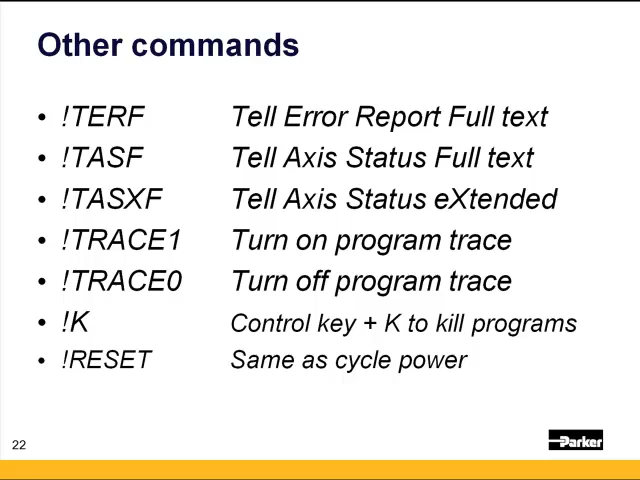 Other commands
• !TERF Tell Error Report Full text
• !TASF Tell Axis Status Full text
• !TASXF Tell Axis Status eXtended
• !TRACE1 Turn on program trace
• !TRACE0 Turn off program trace
• !K Control key + K to kill programs
• !RESET Same as cycle power
22
Parker